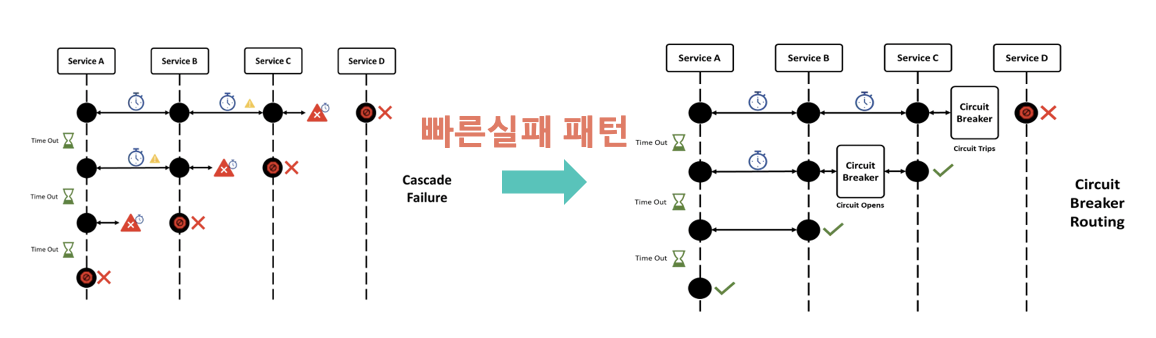 Service A
Service B
Service C
Service D
Time Out
Time Out
Time Out
Cascade
Failure
빠른실패 패턴
Service A
Service B
Service C
Service D
Circuit
Breaker
Circuit Trips
Time Out
Circuit
Breaker
Circuit Opens
Time Out
Time Out
Circuit
Breaker
Routing